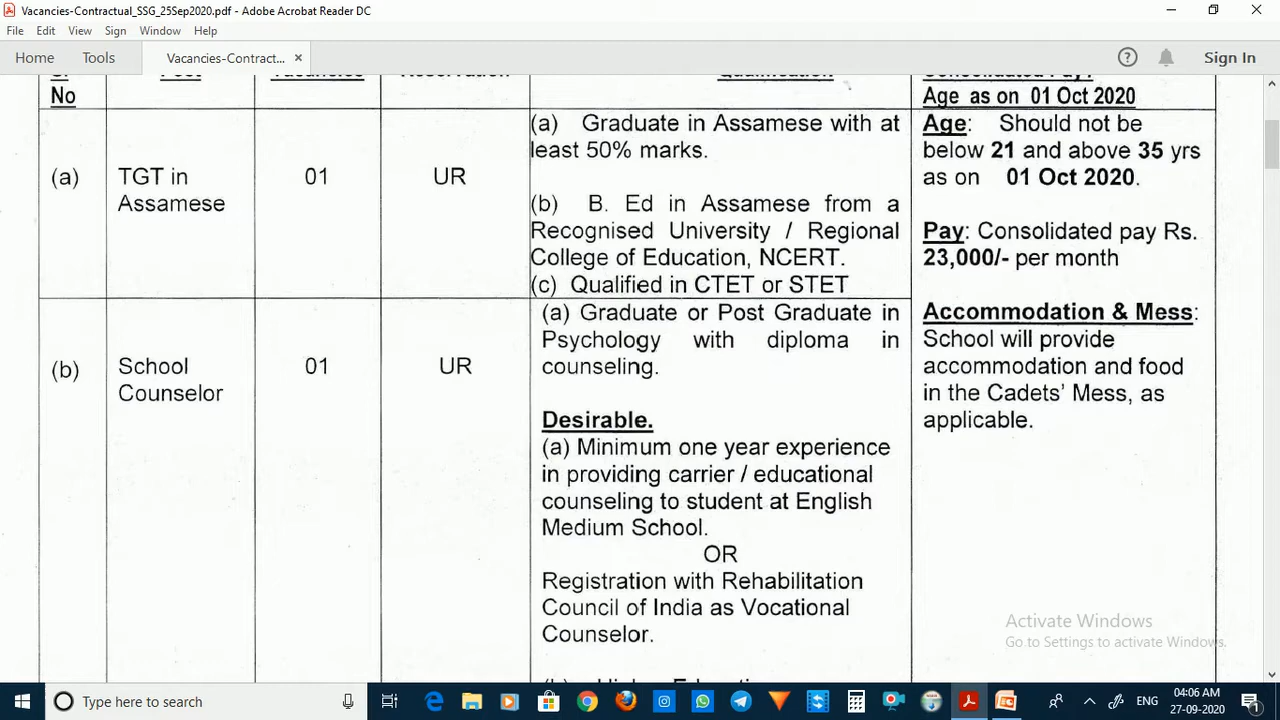 Vacancies-Contractual_SSG_25Sep2020.pdf - Adobe Acrobat Reader DC
File Edit View Sign Window Help
Home Tools Vacancies-Contract... Sign In
No
Age as on 01 Oct 2020
(a)
TGT in
Assamese
01
UR
(a) Graduate in Assamese with at
least 50% marks.
(b) B. Ed in Assamese from a
Recognised University / Regional
College of Education, NCERT.
(c) Qualified in CTET or STET
Age: Should not be
below 21 and above 35 yrs
as on 01 Oct 2020.
Pay: Consolidated pay Rs.
23,000/- per month
Accommodation & Mess:
School will provide
accommodation and food
in the Cadets' Mess, as
applicable.
(b)
School
Counselor
01
UR
(a) Graduate or Post Graduate in
Psychology with diploma in
counseling.
Desirable.
(a) Minimum one year experience
in providing carrier / educational
counseling to student at English
Medium School.
OR
Registration with Rehabilitation
Council of India as Vocational
Counselor.
Activate Windows
Go to Settings to activate Windows.
Type here to search
ENG
04:06 AM
27-09-2020